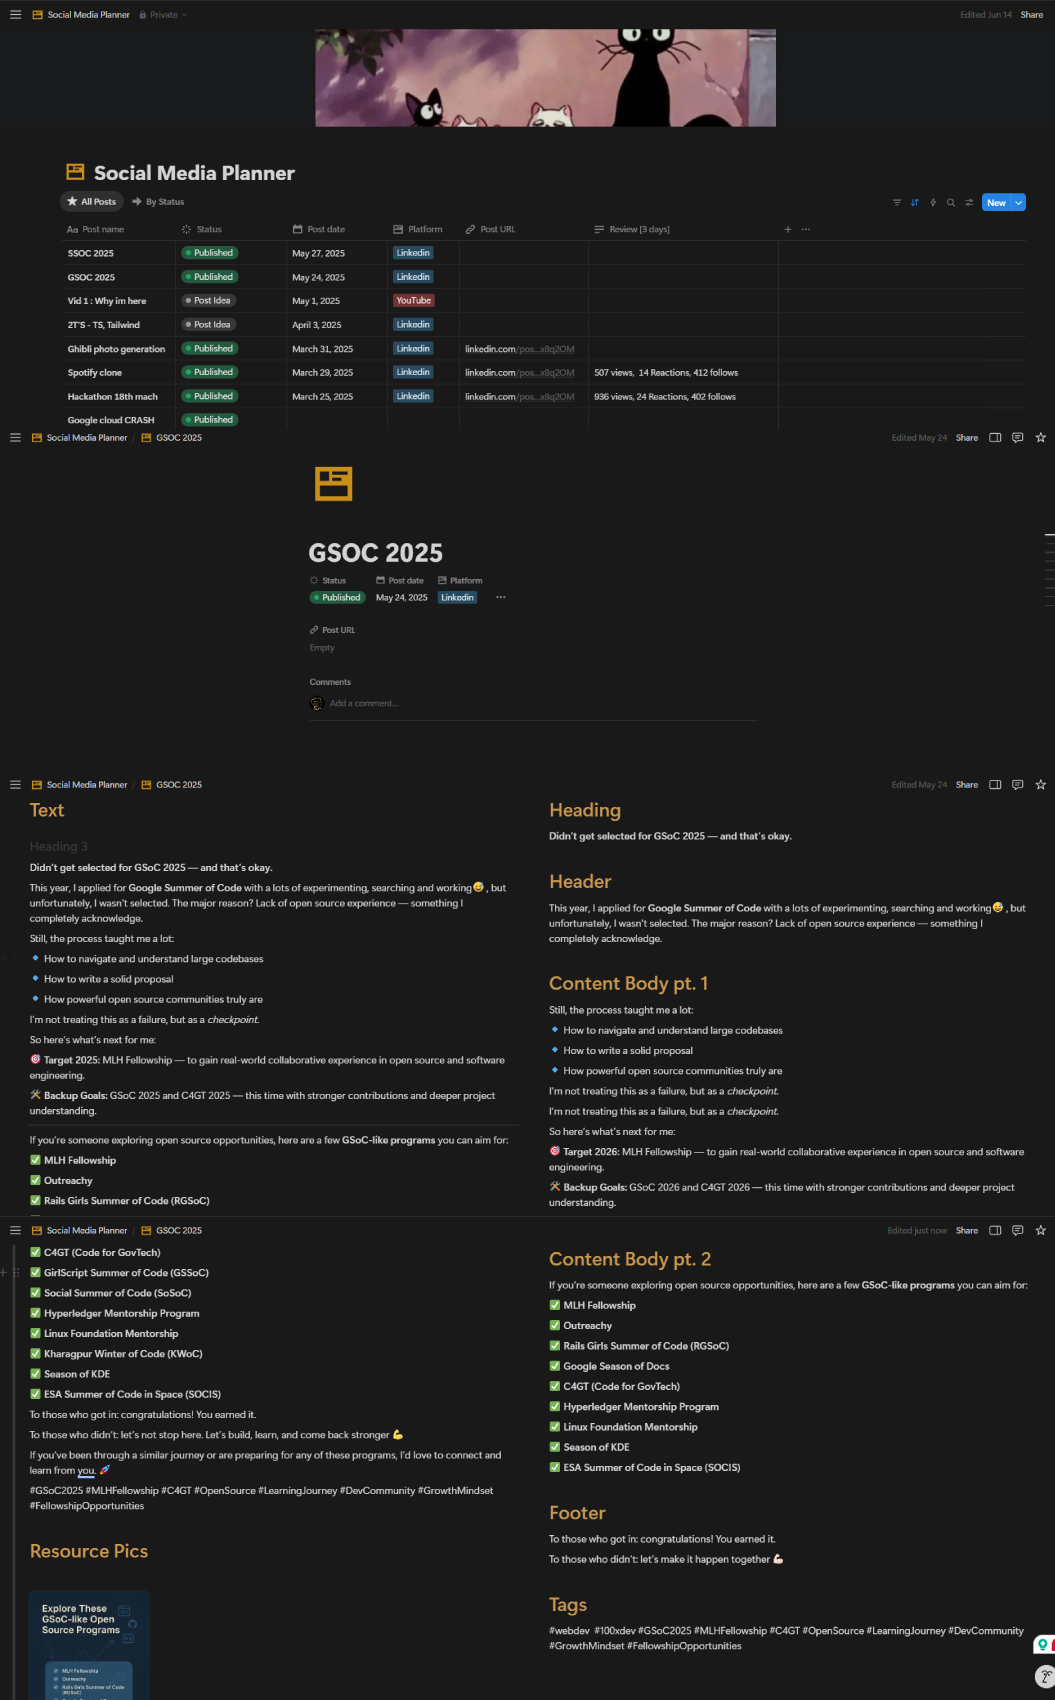 Social Media Planner Private
Edited Jun 14 Share
Social Media Planner
All Posts By Status
New
Aa Post name Status Post date Platform Post URL Review [3 days]
SSOC 2025 Published May 27, 2025 Linkedin
GSOC 2025 Published May 24, 2025 Linkedin
Vid 1 : Why im here Post Idea May 1, 2025 YouTube
2T'S - TS, Tailwind Post Idea April 3, 2025 Linkedin
Ghibli photo generation Published March 31, 2025 Linkedin linkedin.com/pos...x8q2OM
Spotify clone Published March 29, 2025 Linkedin linkedin.com/pos...x8q2OM 507 views, 14 Reactions, 412 follows
Hackathon 18th mach Published March 25, 2025 Linkedin linkedin.com/pos...x8q2OM 936 views, 24 Reactions, 402 follows
Google cloud CRASH Published
Social Media Planner / GSOC 2025
Edited May 24 Share
GSOC 2025
Status Post date Platform
Published May 24, 2025 Linkedin
Post URL
Empty
Comments
Add a comment...
Social Media Planner / GSOC 2025
Edited May 24 Share
Text
Heading 3
Didn't get selected for GSoC 2025 — and that's okay.
This year, I applied for Google Summer of Code with a lots of experimenting, searching and working😅 , but
unfortunately, I wasn't selected. The major reason? Lack of open source experience — something I
completely acknowledge.
Still, the process taught me a lot:
🔹 How to navigate and understand large codebases
🔹 How to write a solid proposal
🔹 How powerful open source communities truly are
I'm not treating this as a failure, but as a checkpoint.
So here's what's next for me:
🎯 Target 2025: MLH Fellowship — to gain real-world collaborative experience in open source and software
engineering.
🛠 Backup Goals: GSoC 2025 and C4GT 2025 — this time with stronger contributions and deeper project
understanding.
If you're someone exploring open source opportunities, here are a few GSoC-like programs you can aim for:
✅ MLH Fellowship
✅ Outreachy
✅ Rails Girls Summer of Code (RGSoC)
Heading
Didn't get selected for GSoC 2025 — and that's okay.
Header
This year, I applied for Google Summer of Code with a lots of experimenting, searching and working😅 , but
unfortunately, I wasn't selected. The major reason? Lack of open source experience — something I
completely acknowledge.
Content Body pt. 1
Still, the process taught me a lot:
🔹 How to navigate and understand large codebases
🔹 How to write a solid proposal
🔹 How powerful open source communities truly are
I'm not treating this as a failure, but as a checkpoint.
I'm not treating this as a failure, but as a checkpoint.
So here's what's next for me:
🎯 Target 2026: MLH Fellowship — to gain real-world collaborative experience in open source and software
engineering.
🛠 Backup Goals: GSoC 2026 and C4GT 2026 — this time with stronger contributions and deeper project
understanding.
Social Media Planner / GSOC 2025
Edited just now Share
✅ C4GT (Code for GovTech)
✅ GirlScript Summer of Code (GSSoC)
✅ Social Summer of Code (SoSoC)
✅ Hyperledger Mentorship Program
✅ Linux Foundation Mentorship
✅ Kharagpur Winter of Code (KWoC)
✅ Season of KDE
✅ ESA Summer of Code in Space (SOCIS)
To those who got in: congratulations! You earned it.
To those who didn't: let's not stop here. Let's build, learn, and come back stronger 💪
If you've been through a similar journey or are preparing for any of these programs, I'd love to connect and
learn from you. 🚀
#GSoC2025 #MLHFellowship #C4GT #OpenSource #LearningJourney #DevCommunity #GrowthMindset
#FellowshipOpportunities
Resource Pics
Explore These
GSoC-like Open
Source Programs
MLH Fellowship
Outreachy
Rails Girls Summer of Code
(RGSoC)
Content Body pt. 2
If you're someone exploring open source opportunities, here are a few GSoC-like programs you can aim for:
✅ MLH Fellowship
✅ Outreachy
✅ Rails Girls Summer of Code (RGSoC)
✅ Google Season of Docs
✅ C4GT (Code for GovTech)
✅ Hyperledger Mentorship Program
✅ Linux Foundation Mentorship
✅ Season of KDE
✅ ESA Summer of Code in Space (SOCIS)
Footer
To those who got in: congratulations! You earned it.
To those who didn't: let's make it happen together 💪🏻
Tags
#webdev #100xdev #GSoC2025 #MLHFellowship #C4GT #OpenSource #LearningJourney #DevCommunity
#GrowthMindset #FellowshipOpportunities